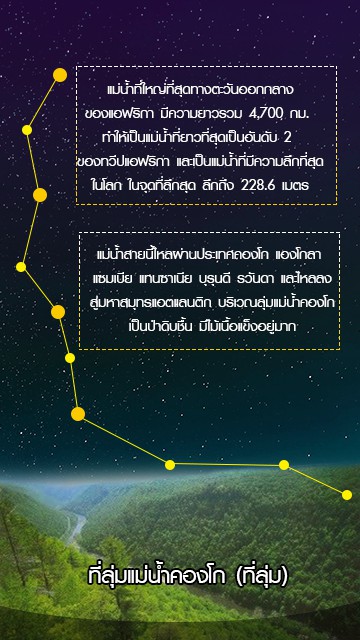 แม่น้ำที่ใหญ่ที่สุดทางตะวันออกกลาง
ของแอฟริกา มีความยาวรวม 4,700 กม.
ทำให้เป็นแม่น้ำที่ยาวที่สุดเป็นอันดับ 2
ของทวีปแอฟริกา และเป็นแม่น้ำที่มีความลึกที่สุด
ในโลก ในจุดที่ลึกสุด ลึกถึง 228.6 เมตร
แม่น้ำสายนี้ไหลผ่านประเทศคองโก แองโกลา
แซมเบีย แทนซาเนีย บุรุนดี รวันดา และไหลลง
สู่มหาสมุทรแอตแลนติก บริเวณลุ่มแม่น้ำคองโก
เป็นป่าดิบชื้น มีไม้เนื้อแข็งอยู่มาก
ที่ลุ่มแม่น้ำคองโก (ที่ลุ่ม)